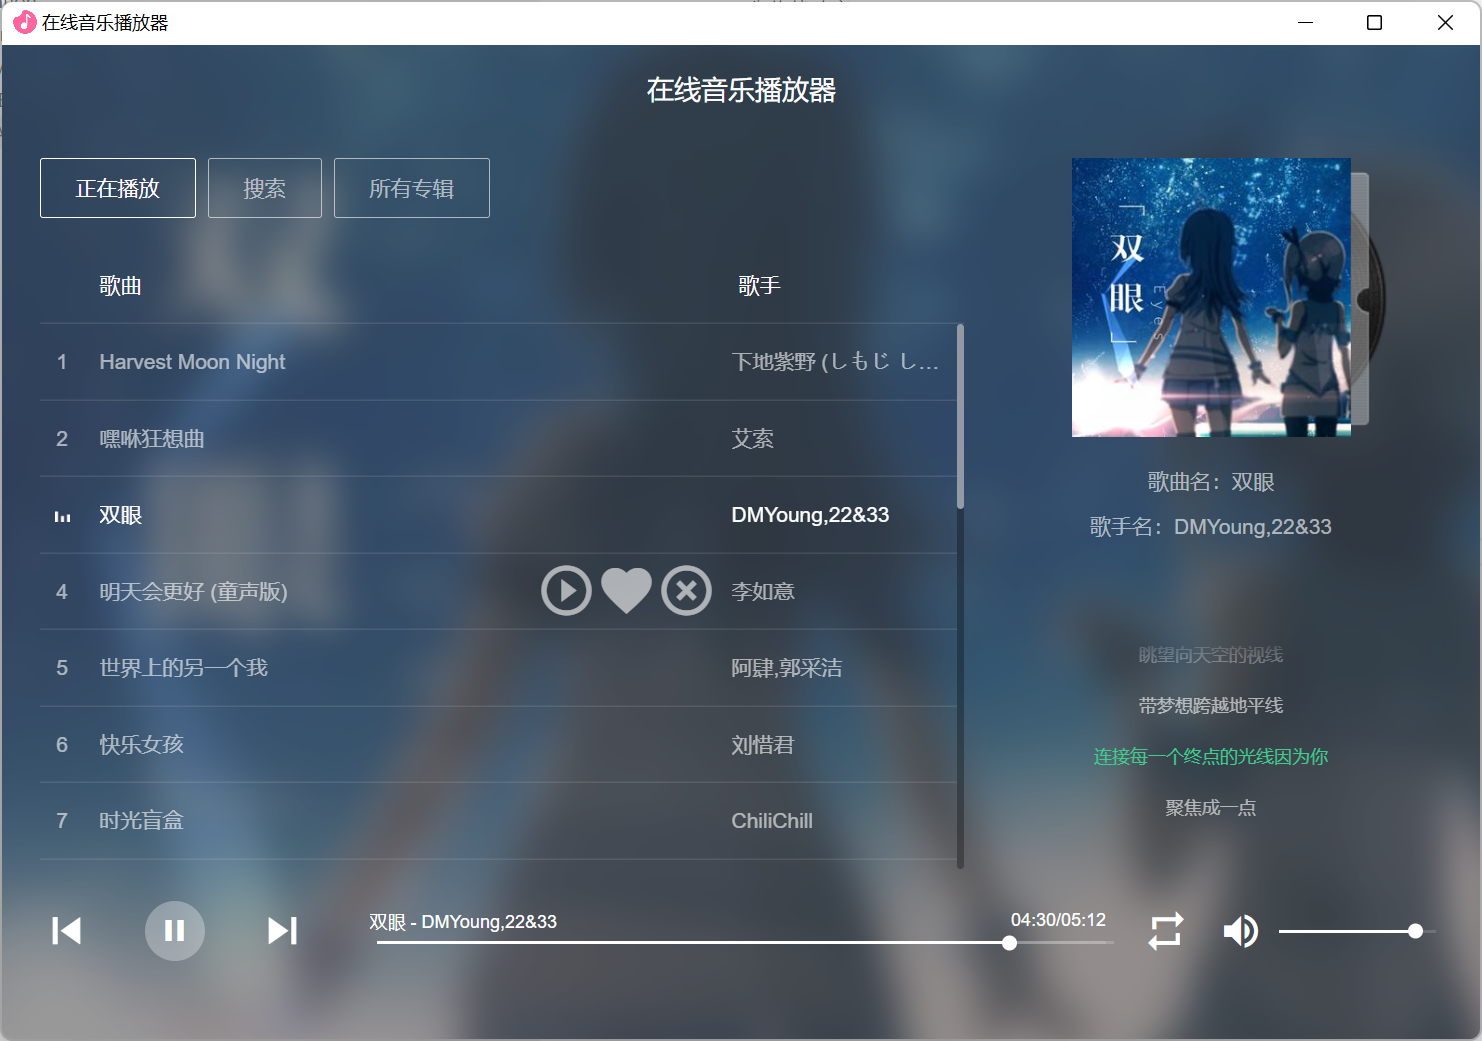 在线音乐播放器
在线音乐播放器
正在播放 搜索 所有专辑
歌曲 歌手
1 Harvest Moon Night 下地紫野 (しもじ し...
2 嘿咻狂想曲 艾索
双眼 DMYoung,22&33
4 明天会更好 (童声版) 李如意
5 世界上的另一个我 阿肆,郭采洁
6 快乐女孩 刘惜君
7 时光盲盒 ChiliChill
双眼
Eyes
歌曲名：双眼
歌手名：DMYoung,22&33
眺望向天空的视线
带梦想跨越地平线
连接每一个终点的光线因为你
聚焦成一点
双眼 - DMYoung,22&33 04:30/05:12